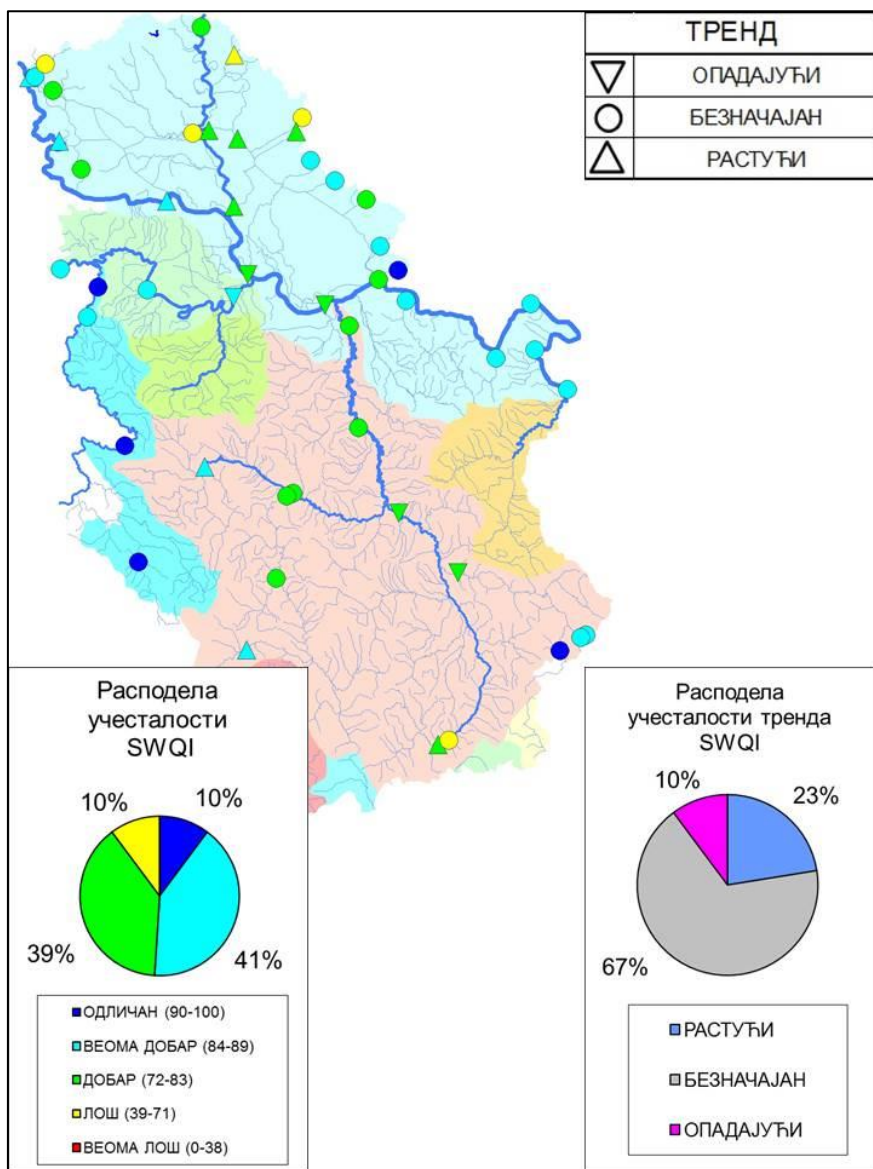 ТРЕНД
ОПАДАЈУЋИ
БЕЗНАЧАЈАН
РАСТУЋИ
Расподела
учесталости
SWQI
10%
10%
39%
41%
ОДЛИЧАН (90-100)
ВЕОМА ДОБАР (84-89)
ДОБАР (72-83)
ЛОШ (39-71)
ВЕОМА ЛОШ (0-38)
Расподела
учесталости тренда
SWQI
10%
23%
67%
РАСТУЋИ
БЕЗНАЧАЈАН
ОПАДАЈУЋИ